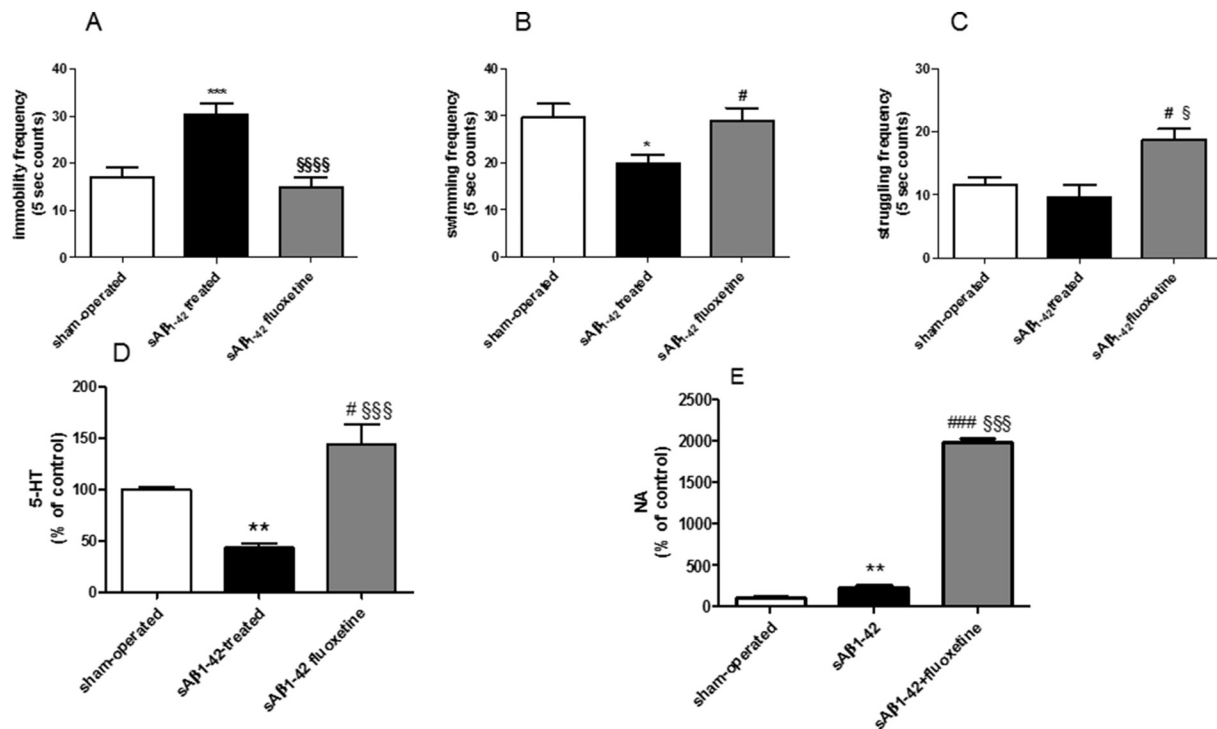 A
immobility frequency
(5 sec counts)
40
30
20
10
0
***
§§§§
sham-operated
sAβ₁₋₄₂ treated
sAβ₁₋₄₂ fluoxetine
B
swimming frequency
(5 sec counts)
40
30
20
10
0
*
#
sham-operated
sAβ₁₋₄₂ treated
sAβ₁₋₄₂ fluoxetine
C
struggling frequency
(5 sec counts)
30
20
10
0
# §
sham-operated
sAβ₁₋₄₂treated
sAβ₁₋₄₂fluoxetine
D
5-HT
(% of' control)
200
150
100
50
0
**
# §§§
sham-operated
sAβ1-42-treated
sAβ1-42 fluoxetine
E
NA
(% of' control)
2500
2000
1500
1000
500
0
**
### §§§
sham-operated
sAβ1-42
sAβ1-42+fluoxetine